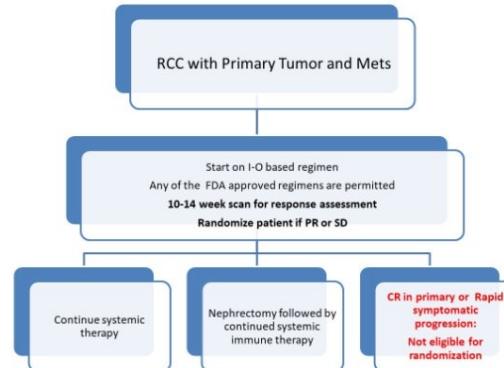 RCC with Primary Tumor and Mets
Start on I-O based regimen
Any of the FDA approved regimens are permitted
10-14 week scan for response assessment
Randomize patient if PR or SD
Continue systemic
therapy
Nephrectomy followed by
continued systemic
immune therapy
CR in primary or Rapid
symptomatic
progression:
Not eligible for
randomization